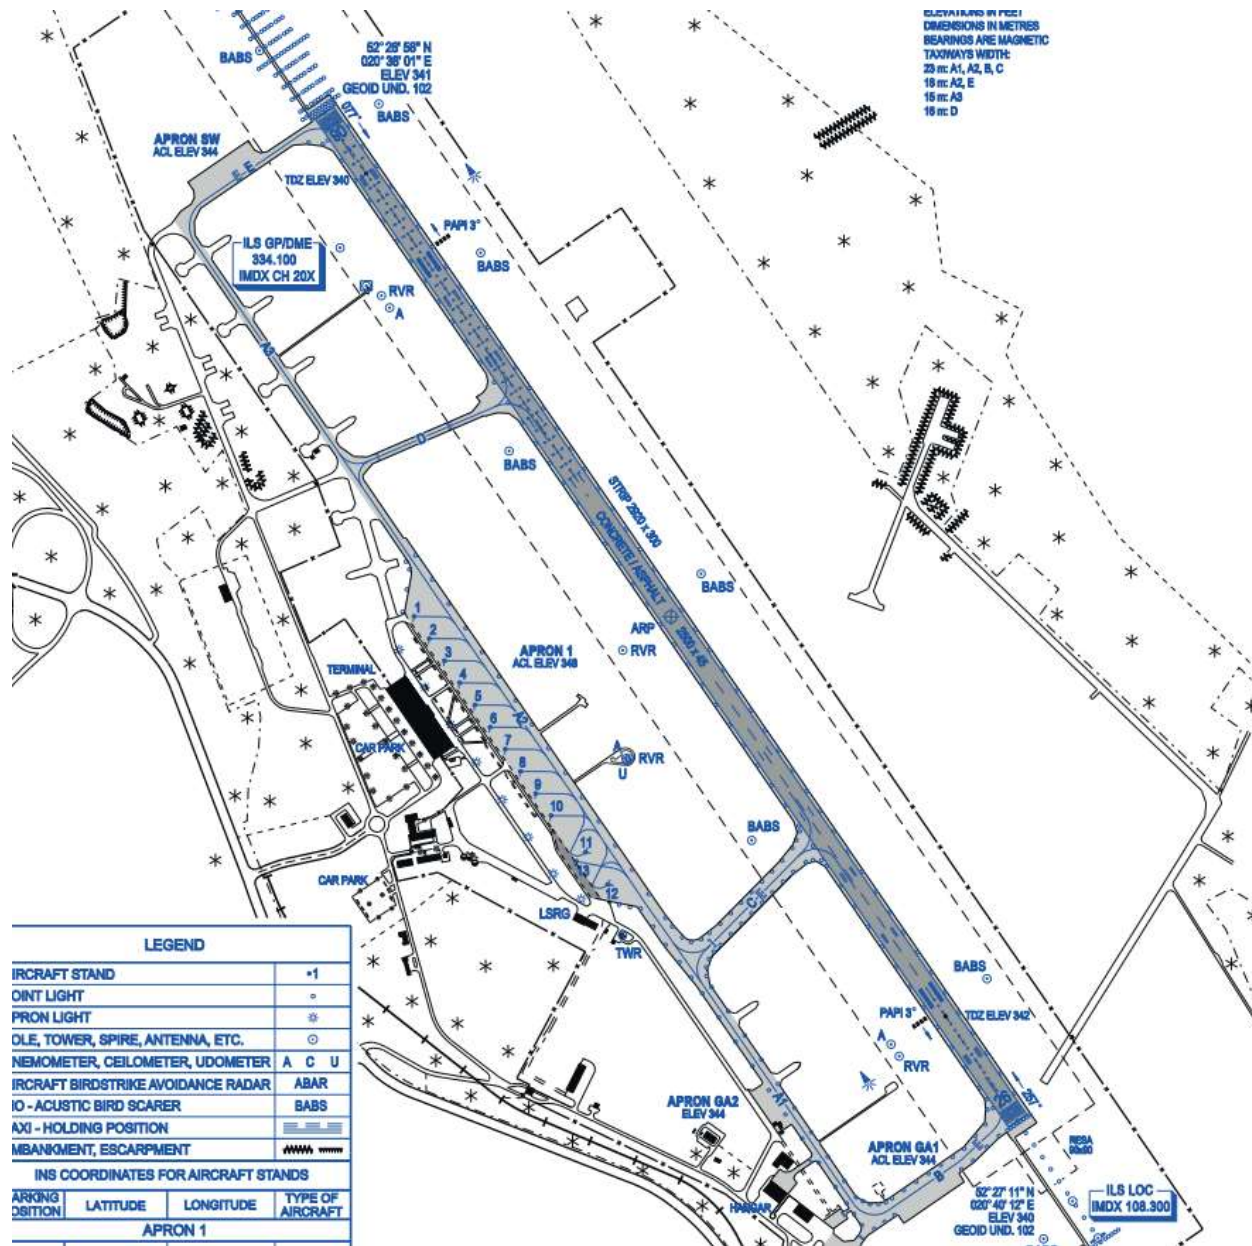 ELEVATIONS IN FEET
DIMENSIONS IN METRES
BEARINGS ARE MAGNETIC
TAXIWAYS WIDTH:
23 m: A1, A2, B, C
18 m: A2, E
15 m: A3
16 m: D
BABS
52° 26' 58" N
020° 38' 01" E
ELEV 341
GEOID UND. 102
BABS
077°
08
APRON SW
ACL ELEV 344
E
TDZ ELEV 340
PAPI 3°
ILS GP/DME
334.100
IMDX CH 20X
BABS
RVR
A
A3
D
BABS
STRIP 2620 x 300
CONCRETE / ASPHALT
2500 x 45
BABS
ARP
RVR
APRON 1
ACL ELEV 348
1
2
3
4
5
6
7
8
9
10
11
13
12
A2
TERMINAL
CAR PARK
A
RVR
U
BABS
CAR PARK
LSRG
TWR
C
BABS
PAPI 3°
TDZ ELEV 342
A
RVR
26
257°
A1
APRON GA2
ELEV 344
APRON GA1
ACL ELEV 344
B
E
RESA
90x90
HANGAR
52° 27' 11" N
020° 40' 12" E
ELEV 340
GEOID UND. 102
ILS LOC
IMDX 108.300
LEGEND
IRCRAFT STAND •1
OINT LIGHT
PRON LIGHT
OLE, TOWER, SPIRE, ANTENNA, ETC.
NEMOMETER, CEILOMETER, UDOMETER A C U
IRCRAFT BIRDSTRIKE AVOIDANCE RADAR ABAR
IO - ACUSTIC BIRD SCARER BABS
AXI - HOLDING POSITION
MBANKMENT, ESCARPMENT
INS COORDINATES FOR AIRCRAFT STANDS
ARKING
OSITION
LATITUDE
LONGITUDE
TYPE OF
AIRCRAFT
APRON 1